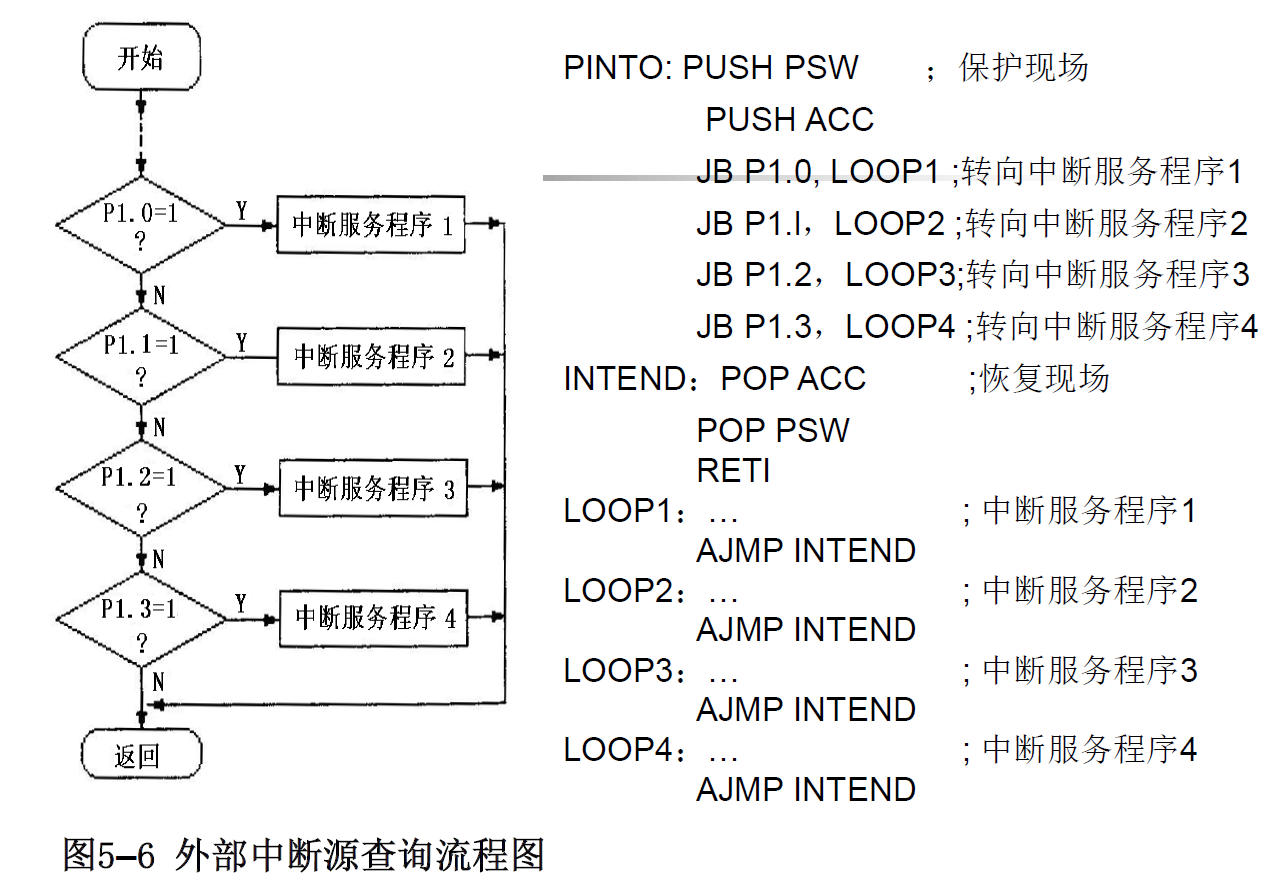 开始
P1.0=1
?
Y
中断服务程序 1
N
P1.1=1
?
Y
中断服务程序 2
N
P1.2=1
?
Y
中断服务程序 3
N
P1.3=1
?
Y
中断服务程序 4
N
返回
图5–6 外部中断源查询流程图
PINTO: PUSH PSW ；保护现场
PUSH ACC
JB P1.0, LOOP1 ;转向中断服务程序1
JB P1.l，LOOP2 ;转向中断服务程序2
JB P1.2，LOOP3;转向中断服务程序3
JB P1.3，LOOP4 ;转向中断服务程序4
INTEND：POP ACC ;恢复现场
POP PSW
RETI
LOOP1：… ; 中断服务程序1
AJMP INTEND
LOOP2：… ; 中断服务程序2
AJMP INTEND
LOOP3：… ; 中断服务程序3
AJMP INTEND
LOOP4：… ; 中断服务程序4
AJMP INTEND